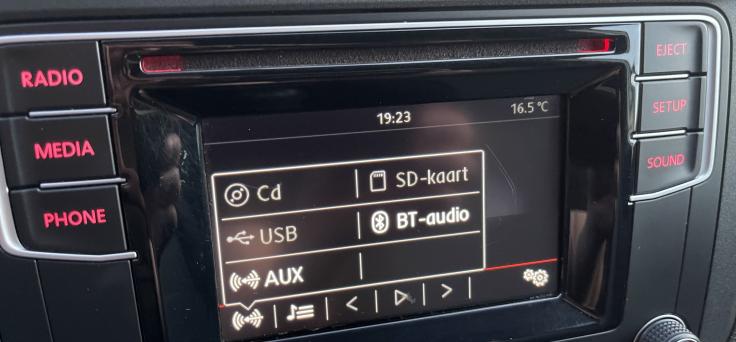 RADIO
MEDIA
PHONE
19:23
16.5 °C
Cd
SD-kaart
USB
BT-audio
AUX
EJECT
SETUP
SOUND